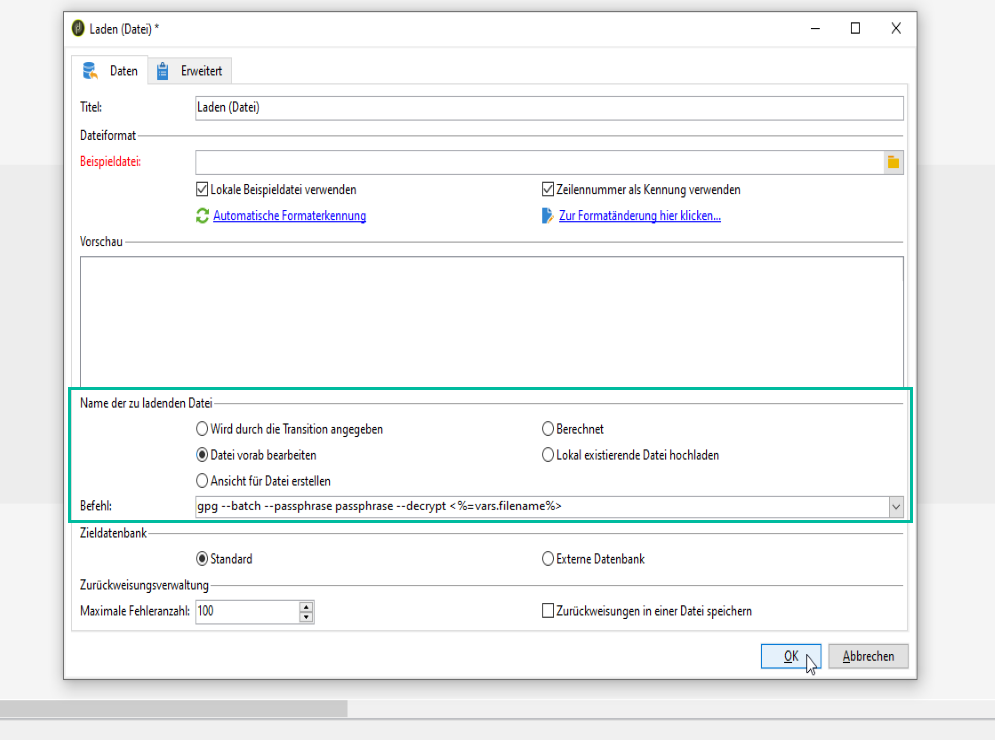 Laden (Datei) *
Daten Erweitert
Titel: Laden (Datei)
Dateiformat
Beispieldatei:
Lokale Beispieldatei verwenden Zeilennummer als Kennung verwenden
Automatische Formaterkennung Zur Formatänderung hier klicken...
Vorschau
Name der zu ladenden Datei
Wird durch die Transition angegeben Berechnet
Datei vorab bearbeiten Lokal existierende Datei hochladen
Ansicht für Datei erstellen
Befehl: gpg --batch --passphrase passphrase --decrypt <%=vars.filename%>
Zieldatenbank
Standard Externe Datenbank
Zurückweisungsverwaltung
Maximale Fehleranzahl: 100 Zurückweisungen in einer Datei speichern
OK Abbrechen